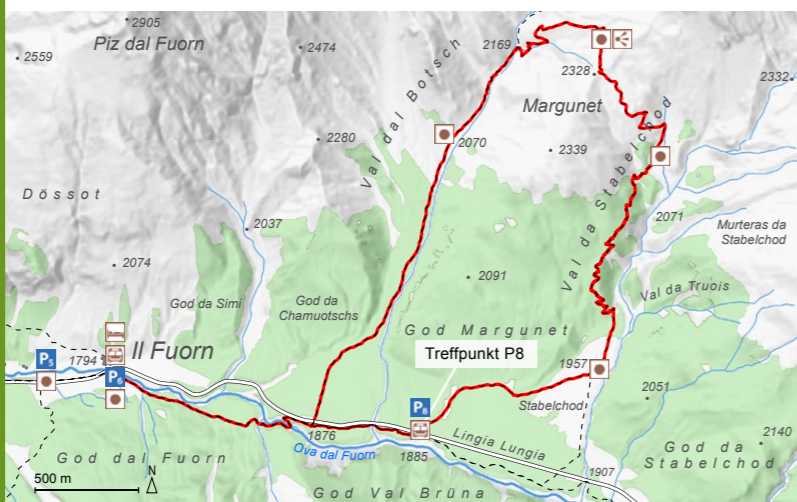 2905
Piz dal Fuorn
2559
2474
2169
Val dal Botsch
2328
2332
Margunet
2280
2070
2339
Val da Stabelchod
Dössot
2037
2071
Murteras da
Stabelchod
2074
2091
God da Simi
God da
Chamuotschs
Val da Truois
God Margunet
Treffpunkt P8
P5
1794
Il Fuorn
P6
1957
2051
P8
Stabelchod
1876
Lingia Lungia
Ova dal Fuorn
1885
God dal Fuorn
God da
Stabelchod
2140
1907
500 m
N
God Val Brüna